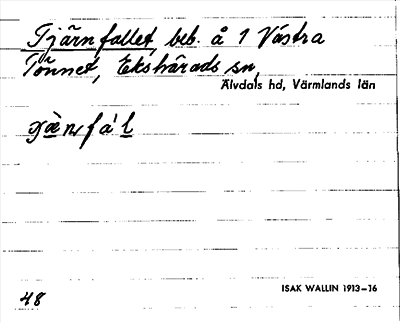 Tjärnfallet, beb. å 1 Västra
Tönnet, Ekshärads sn,
Älvdals hd, Värmlands län
ISAK WALLIN 1913–16
48